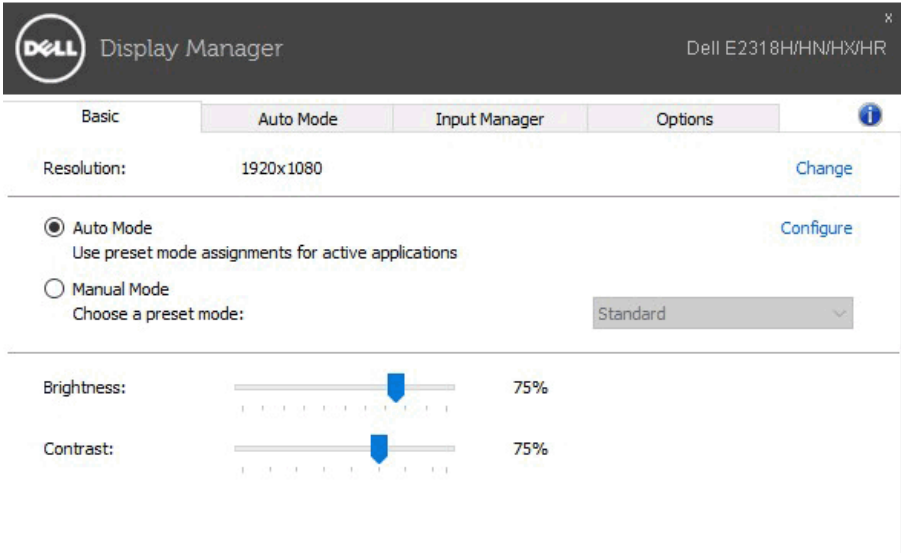 DELL Display Manager
x
Dell E2318H/HN/HX/HR
Basic Auto Mode Input Manager Options i
Resolution: 1920x1080 Change
Auto Mode Configure
Use preset mode assignments for active applications
Manual Mode
Choose a preset mode: Standard
Brightness: 75%
Contrast: 75%